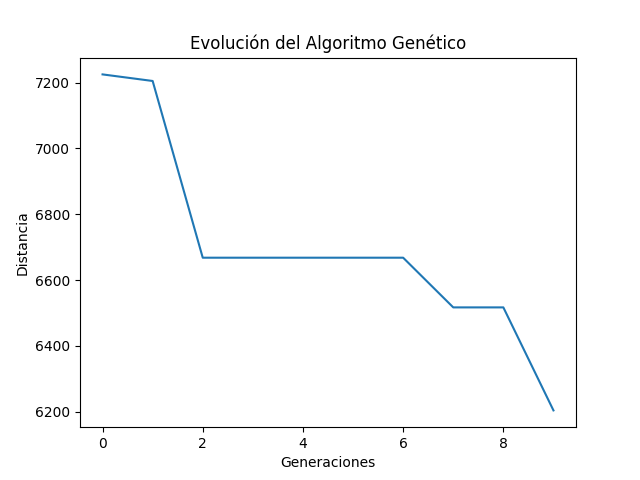 Evolución del Algoritmo Genético
7200
7000
6800
6600
6400
6200
Distancia
0 2 4 6 8
Generaciones